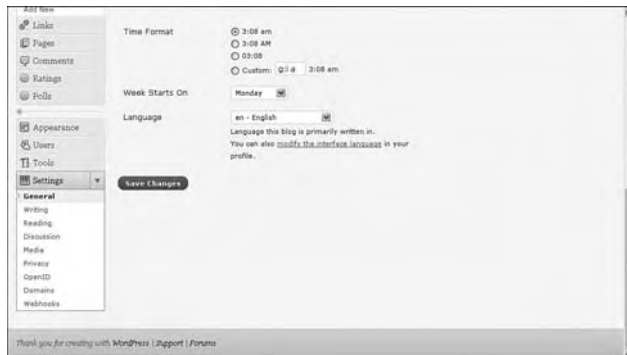 Add New
Links
Pages
Comments
Ratings
Polls
Appearance
Users
Tools
Settings
General
Writing
Reading
Discussion
Media
Privacy
OpenID
Domains
Webhooks
Time Format
3:08 am
3:08 AM
03:08
Custom: g:i a 3:08 am
Week Starts On Monday
Language en - English
Language this blog is primarily written in.
You can also modify the interface language in your
profile.
Save Changes
Thank you for creating with WordPress | Support | Forums